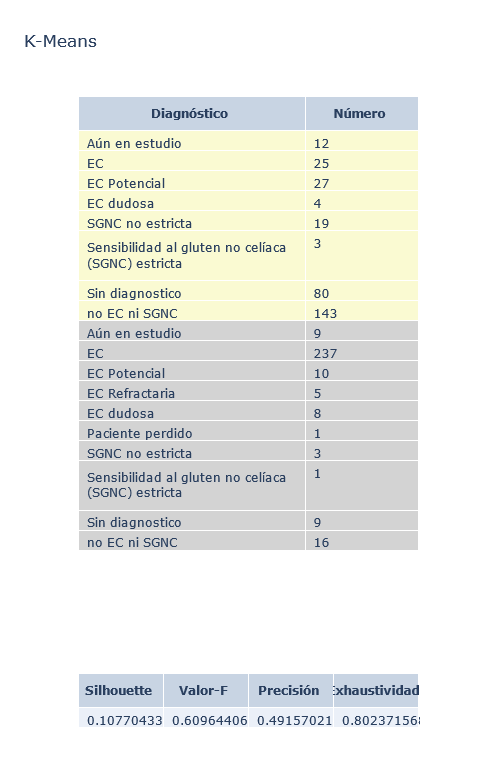 K-Means
Diagnóstico Número
Aún en estudio 12
EC 25
EC Potencial 27
EC dudosa 4
SGNC no estricta 19
Sensibilidad al gluten no celíaca 3
(SGNC) estricta
Sin diagnostico 80
no EC ni SGNC 143
Aún en estudio 9
EC 237
EC Potencial 10
EC Refractaria 5
EC dudosa 8
Paciente perdido 1
SGNC no estricta 3
Sensibilidad al gluten no celíaca 1
(SGNC) estricta
Sin diagnostico 9
no EC ni SGNC 16
Silhouette Valor-F Precisión Exhaustividad
0.10770433 0.60964406 0.49157021 0.80237156